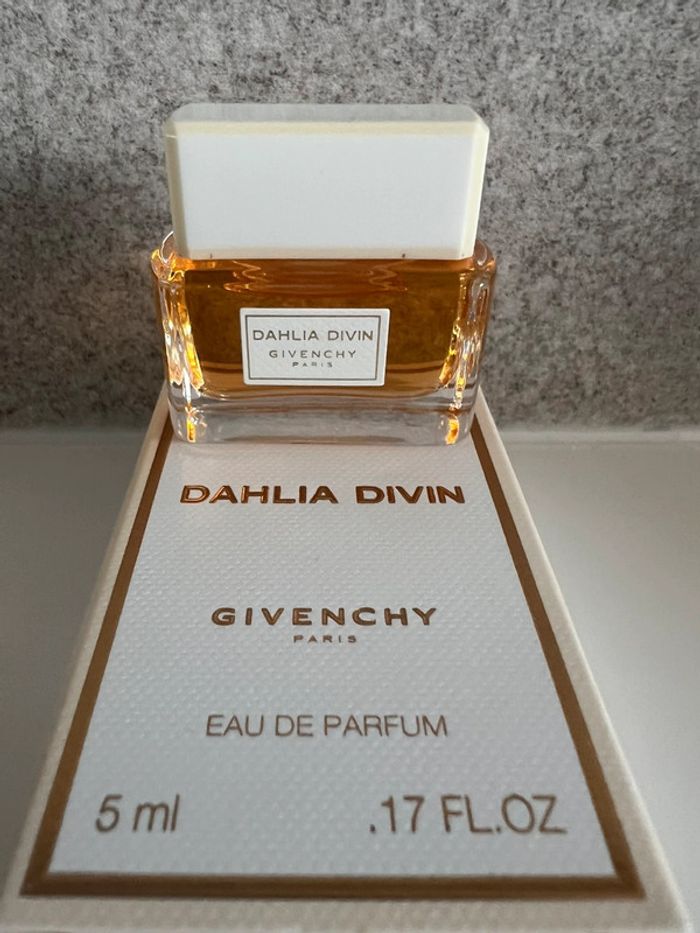 DAHLIA DIVIN
GIVENCHY
PARIS
DAHLIA DIVIN
GIVENCHY
PARIS
EAU DE PARFUM
5 ml .17 FL.OZ